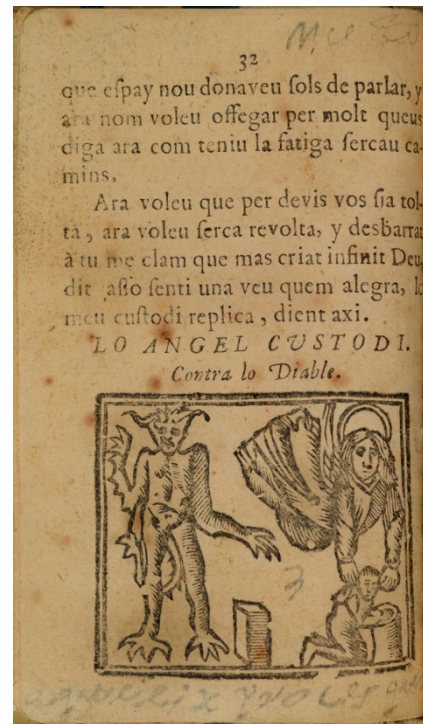 32
que eſpay nou donaveu ſols de parlar, y
ara nom voleu offegar per molt queus
diga ara com teniu la fatiga ſercau ca-
mins.
Ara voleu que per devis vos ſia tol-
ta, ara voleu ſerca revolta, y desbarrat
à tu me clam que mas criat infinit Deu,
dit aſio ſenti una veu quem alegra, lo
meu cuſtodi replica, dient axi.
LO ANGEL CUSTODI.
Contra lo Diable.